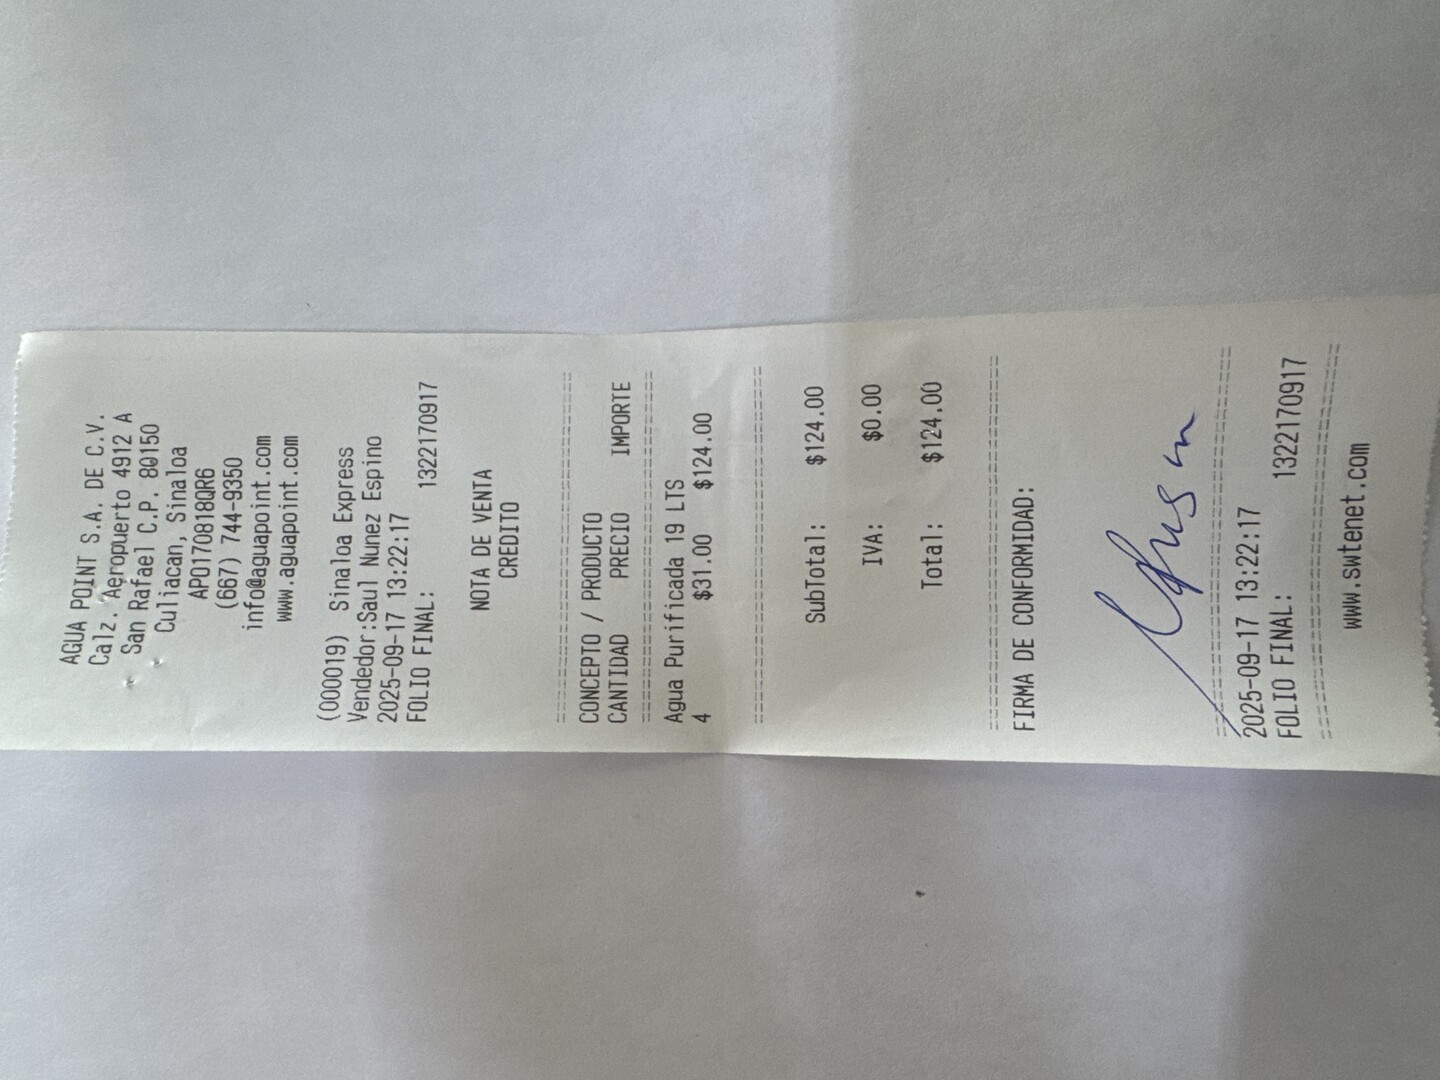 AGUA POINT S.A. DE C.V.
Calz. Aeropuerto 4912 A
San Rafael C.P. 80150
Culiacan, Sinaloa
APO170818QR6
(667) 744-9350
info@aguapoint.com
www.aguapoint.com
(000019) Sinaloa Express
Vendedor:Saul Nunez Espino
2025-09-17 13:22:17
FOLIO FINAL: 1322170917
NOTA DE VENTA
CREDITO
CONCEPTO / PRODUCTO
CANTIDAD PRECIO IMPORTE
Agua Purificada 19 LTS
4 $31.00 $124.00
SubTotal: $124.00
IVA: $0.00
Total: $124.00
FIRMA DE CONFORMIDAD:
2025-09-17 13:22:17
FOLIO FINAL: 1322170917
www.swtenet.com